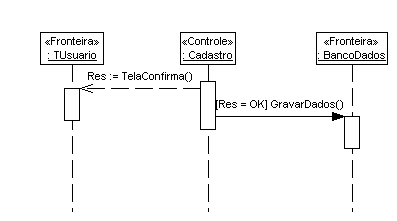 «Fronteira»
: TUsuario
«Controle»
: Cadastro
«Fronteira»
: BancoDados
Res := TelaConfirma()
[Res = OK] GravarDados()